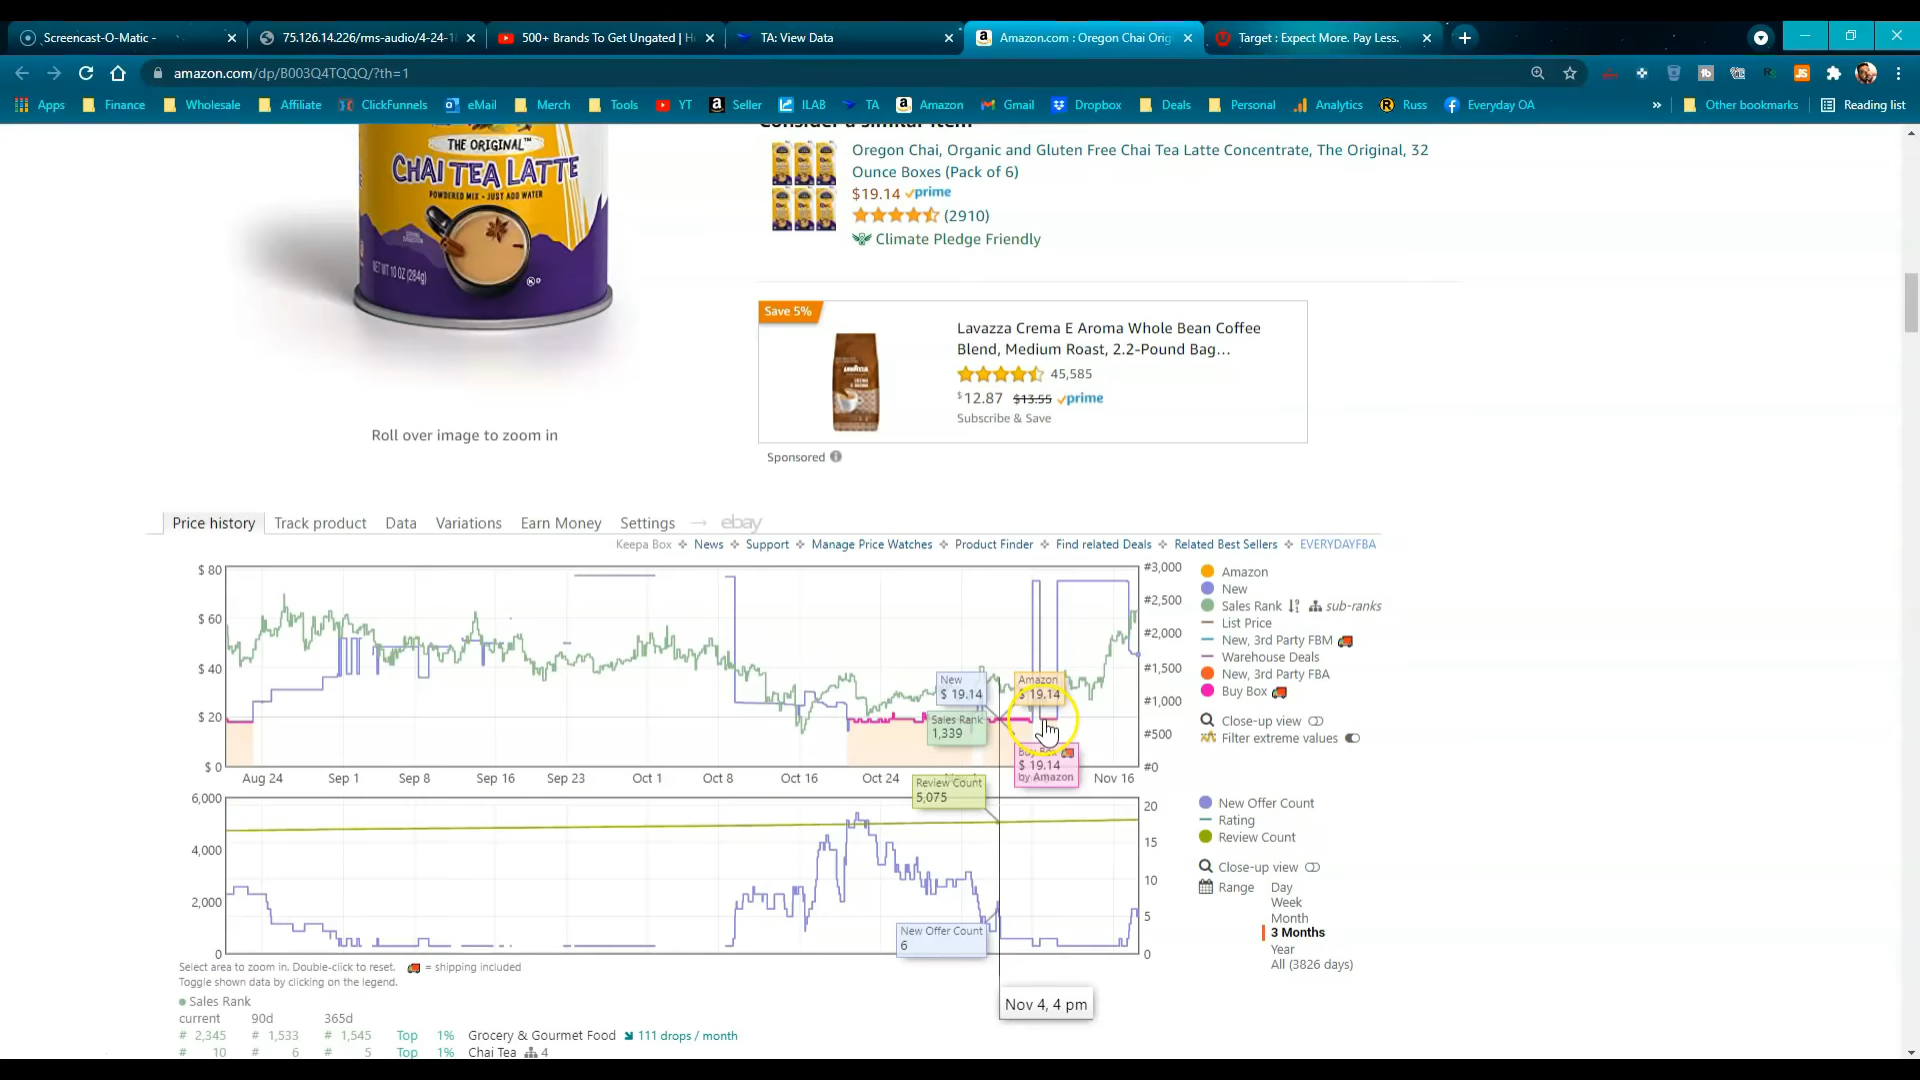 Screencast-O-Matic -
75.126.14.226/rms-audio/4-24-1
500+ Brands To Get Ungated | H
TA: View Data
Amazon.com : Oregon Chai Orig
Target : Expect More. Pay Less.
amazon.com/dp/B003Q4TQQQ/?th=1
Apps
Finance
Wholesale
Affiliate
ClickFunnels
eMail
Merch
Tools
YT
Seller
ILAB
TA
Amazon
Gmail
Dropbox
Deals
Personal
Analytics
Russ
Everyday OA
»
Other bookmarks
Reading list
Consider a similar item
THE ORIGINAL™
CHAI TEA LATTE
POWDERED MIX - JUST ADD WATER
NET WT 10 OZ (284g)
Oregon Chai, Organic and Gluten Free Chai Tea Latte Concentrate, The Original, 32
Ounce Boxes (Pack of 6)
$19.14 prime
(2910)
Climate Pledge Friendly
Save 5%
Lavazza Crema E Aroma Whole Bean Coffee
Blend, Medium Roast, 2.2-Pound Bag...
45,585
$12.87 $13.55 prime
Subscribe & Save
Roll over image to zoom in
Sponsored
Price history
Track product
Data
Variations
Earn Money
Settings
ebay
Keepa Box
News
Support
Manage Price Watches
Product Finder
Find related Deals
Related Best Sellers
EVERYDAYFBA
$ 80
$ 60
$ 40
$ 20
$ 0
#3,000
#2,500
#2,000
#1,500
#1,000
#500
#0
New
$ 19.14
Amazon
$ 19.14
Sales Rank
1,339
Buy Box
$ 19.14
by Amazon
Aug 24
Sep 1
Sep 8
Sep 16
Sep 23
Oct 1
Oct 8
Oct 16
Oct 24
Nov 16
Amazon
New
Sales Rank sub-ranks
List Price
New, 3rd Party FBM
Warehouse Deals
New, 3rd Party FBA
Buy Box
Close-up view
Filter extreme values
Review Count
5,075
6,000
4,000
2,000
0
20
15
10
5
0
New Offer Count
6
New Offer Count
Rating
Review Count
Close-up view
Range
Day
Week
Month
3 Months
Year
All (3826 days)
Select area to zoom in. Double-click to reset. = shipping included
Toggle shown data by clicking on the legend.
Nov 4, 4 pm
Sales Rank
current 90d 365d
# 2,345 # 1,533 # 1,545 Top 1% Grocery & Gourmet Food 111 drops / month
# 10 # 6 # 5 Top 1% Chai Tea 4